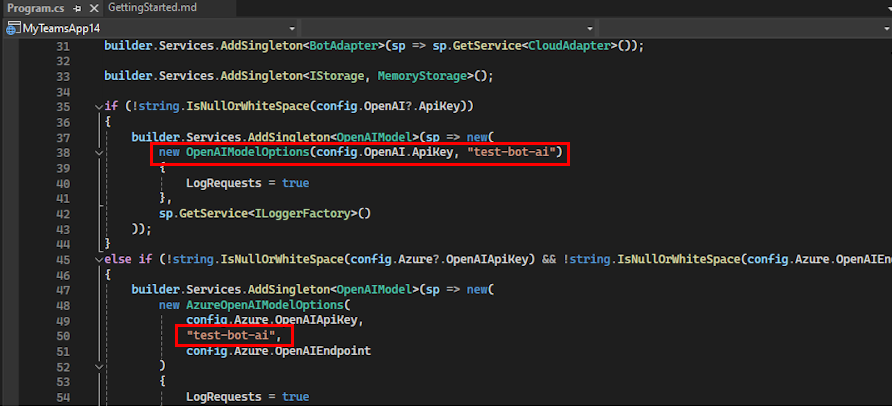 Program.cs
GettingStarted.md
MyTeamsApp14
31 builder.Services.AddSingleton<BotAdapter>(sp => sp.GetService<CloudAdapter>());
32
33 builder.Services.AddSingleton<IStorage, MemoryStorage>();
34
35 if (!string.IsNullOrWhiteSpace(config.OpenAI?.ApiKey))
36 {
37 builder.Services.AddSingleton<OpenAIModel>(sp => new(
38 new OpenAIModelOptions(config.OpenAI.ApiKey, "test-bot-ai")
39 {
40 LogRequests = true
41 },
42 sp.GetService<ILoggerFactory>()
43 ));
44 }
45 else if (!string.IsNullOrWhiteSpace(config.Azure?.OpenAIApiKey) && !string.IsNullOrWhiteSpace(config.Azure.OpenAIEn
46 {
47 builder.Services.AddSingleton<OpenAIModel>(sp => new(
48 new AzureOpenAIModelOptions(
49 config.Azure.OpenAIApiKey,
50 "test-bot-ai",
51 config.Azure.OpenAIEndpoint
52 )
53 {
54 LogRequests = true